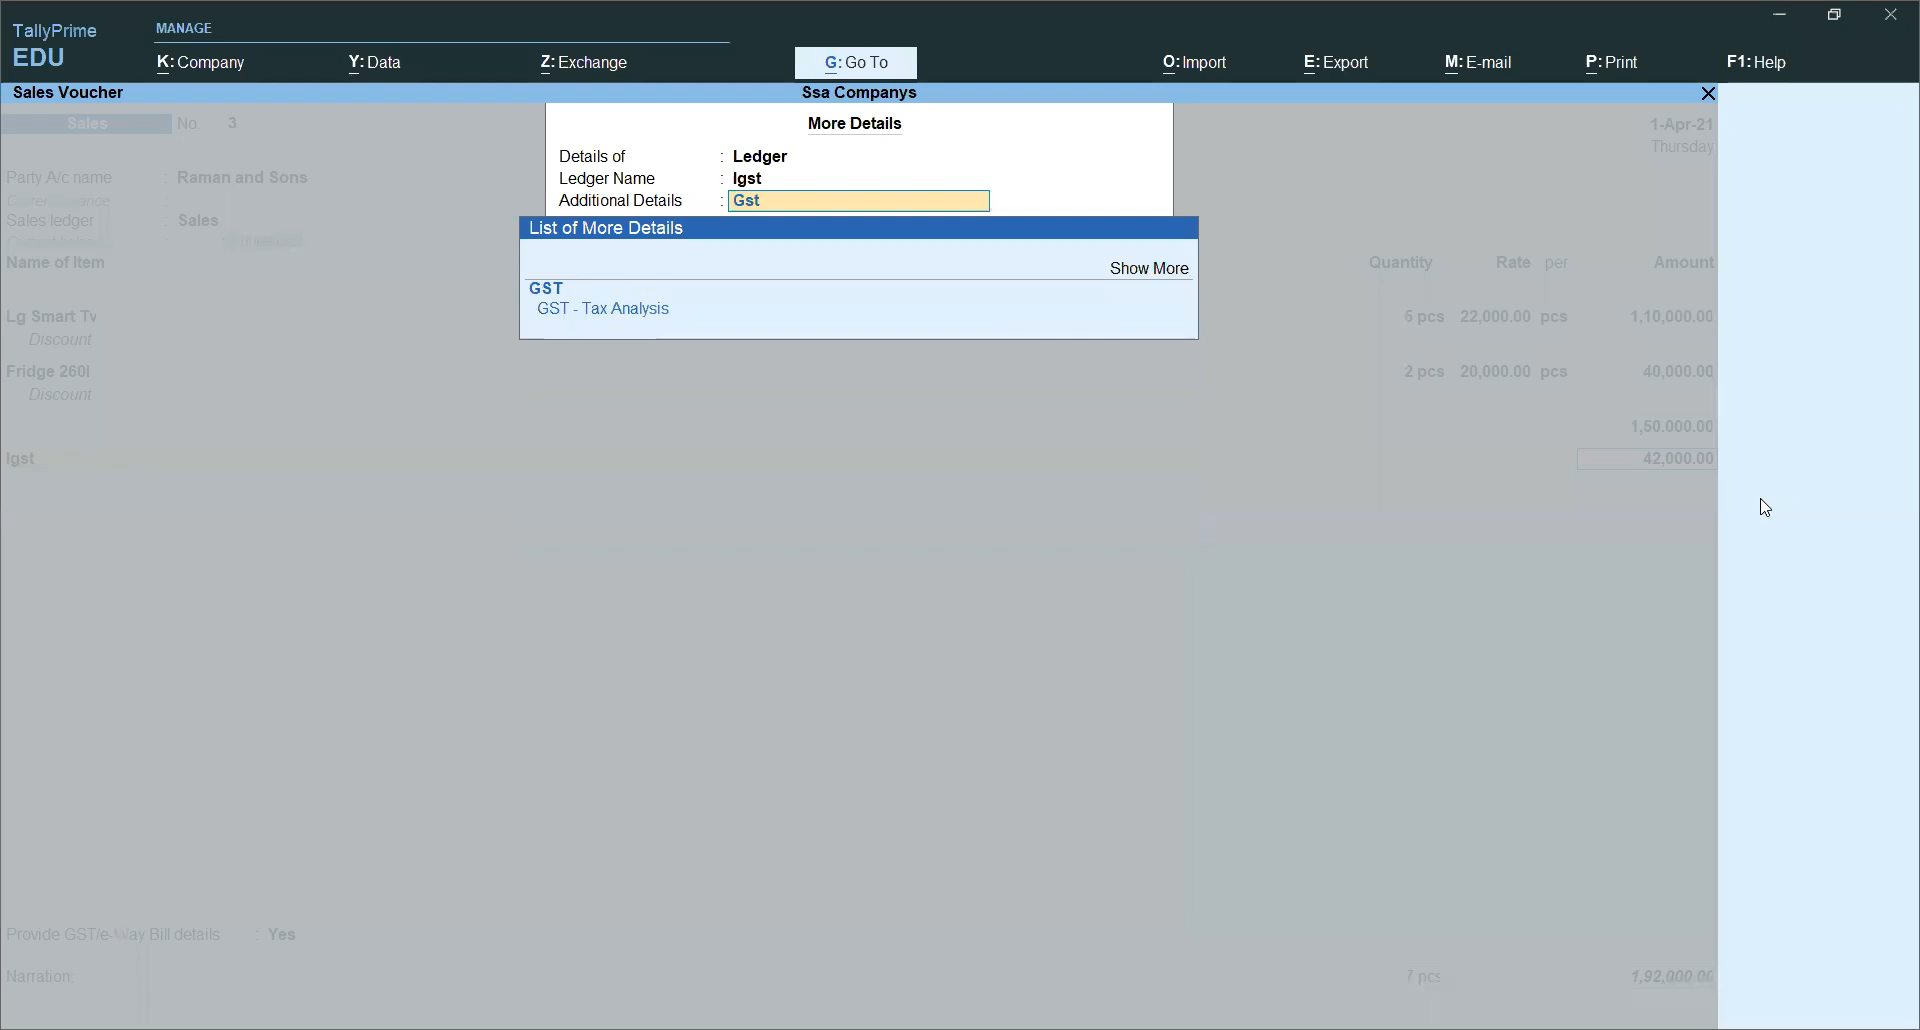 TallyPrime
EDU
MANAGE
K: Company
Y: Data
Z: Exchange
G: Go To
O: Import
E: Export
M: E-mail
P: Print
F1: Help
Sales Voucher
Ssa Companys
Sales No. 3
1-Apr-21
Thursday
More Details
Details of : Ledger
Ledger Name : Igst
Additional Details : Gst
Party A/c name : Raman and Sons
Sales ledger : Sales
List of More Details
Show More
GST
GST - Tax Analysis
Name of Item Quantity Rate per Amount
Lg Smart Tv 5 pcs 22,000.00 pcs 1,10,000.00
Discount
Fridge 260l 2 pcs 20,000.00 pcs 40,000.00
Discount
1,50,000.00
Igst 42,000.00
Provide GST/e-Way Bill details : Yes
Narration: 7 pcs 1,92,000.00